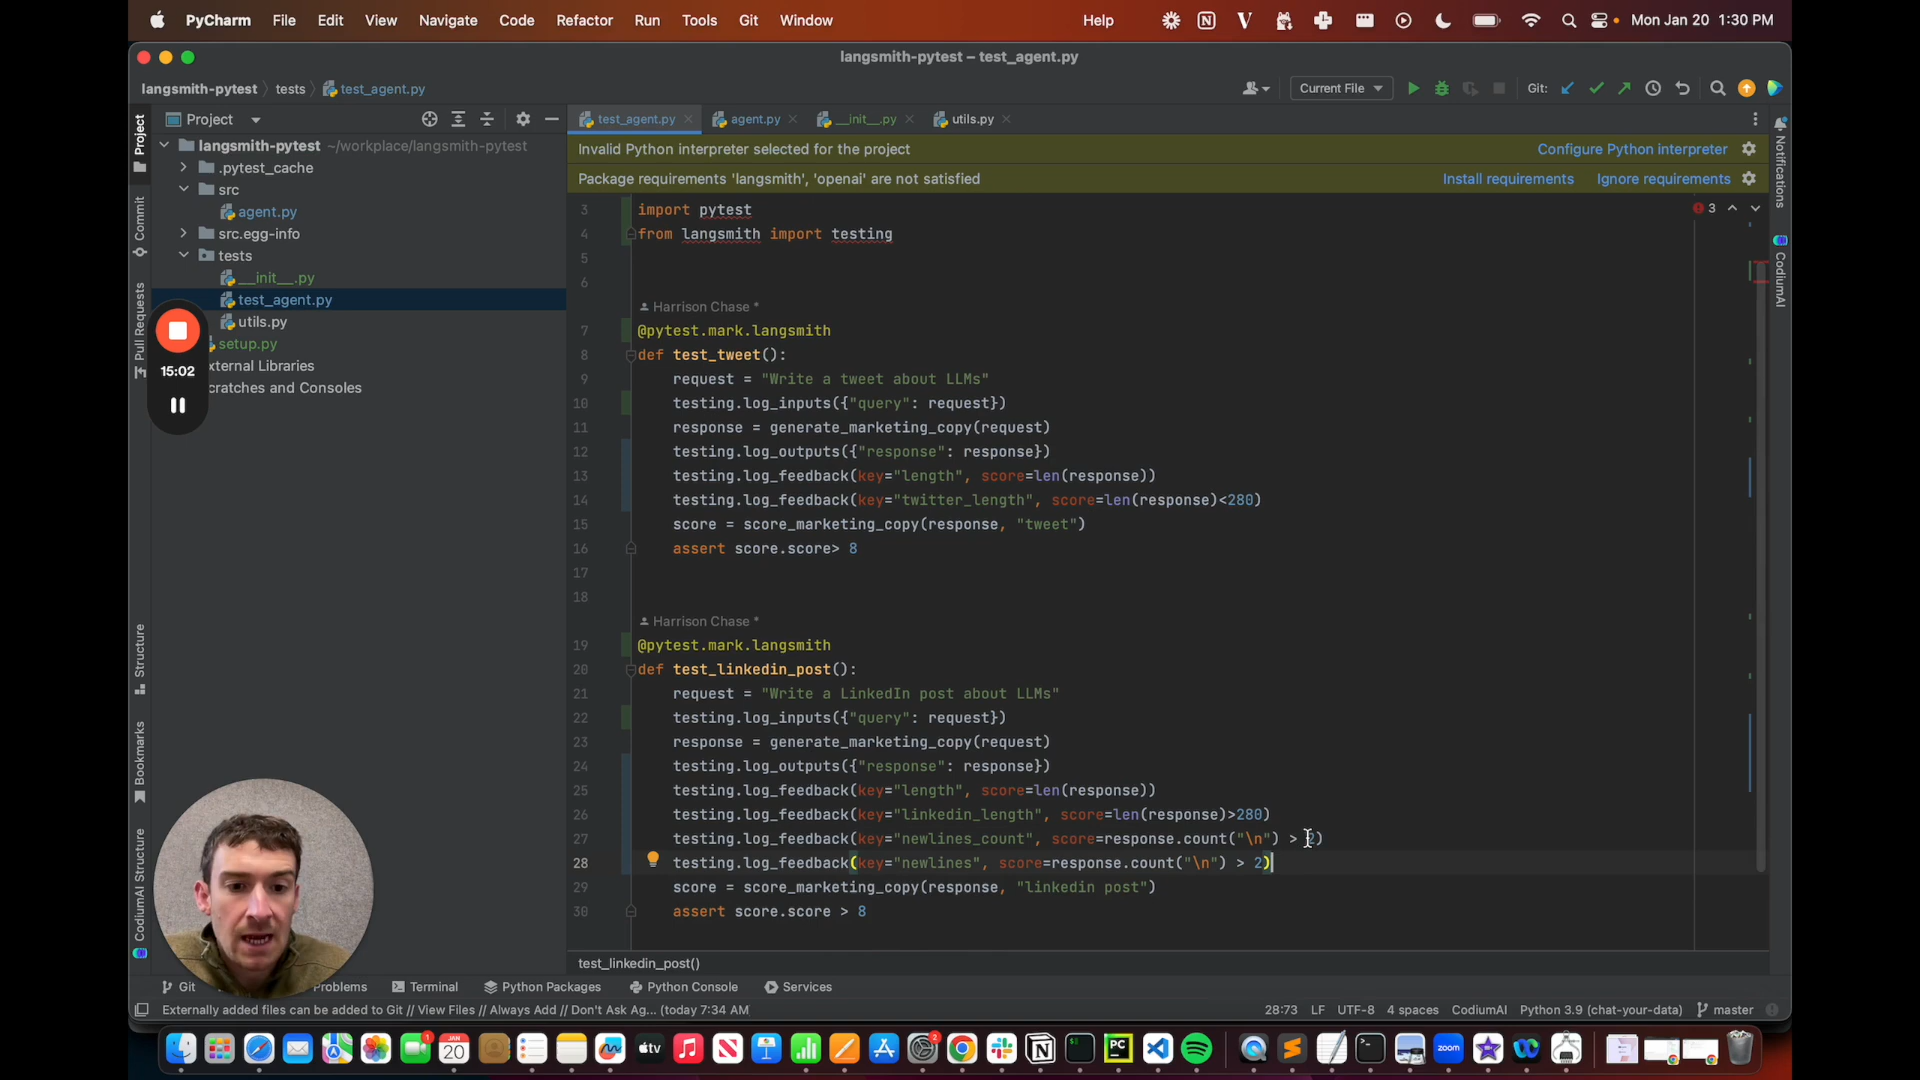 PyCharm File Edit View Navigate Code Refactor Run Tools Git Window Help Mon Jan 20 1:30 PM
langsmith-pytest – test_agent.py
langsmith-pytest tests test_agent.py Current File Git:
Project
test_agent.py agent.py __init__.py utils.py
langsmith-pytest ~/workplace/langsmith-pytest
.pytest_cache
src
agent.py
src.egg-info
tests
__init__.py
test_agent.py
utils.py
setup.py
xternal Libraries
cratches and Consoles
15:02
Project
Commit
Pull Requests
Structure
Bookmarks
CodiumAI Structure
Notifications
CodiumAI
Invalid Python interpreter selected for the project Configure Python interpreter
Package requirements 'langsmith', 'openai' are not satisfied Install requirements Ignore requirements
3
3 import pytest
4 from langsmith import testing
5
6
Harrison Chase *
7 @pytest.mark.langsmith
8 def test_tweet():
9 request = "Write a tweet about LLMs"
10 testing.log_inputs({"query": request})
11 response = generate_marketing_copy(request)
12 testing.log_outputs({"response": response})
13 testing.log_feedback(key="length", score=len(response))
14 testing.log_feedback(key="twitter_length", score=len(response)<280)
15 score = score_marketing_copy(response, "tweet")
16 assert score.score> 8
17
18
Harrison Chase *
19 @pytest.mark.langsmith
20 def test_linkedin_post():
21 request = "Write a LinkedIn post about LLMs"
22 testing.log_inputs({"query": request})
23 response = generate_marketing_copy(request)
24 testing.log_outputs({"response": response})
25 testing.log_feedback(key="length", score=len(response))
26 testing.log_feedback(key="linkedin_length", score=len(response)>280)
27 testing.log_feedback(key="newlines_count", score=response.count("\n") > 2)
28 testing.log_feedback(key="newlines", score=response.count("\n") > 2)
29 score = score_marketing_copy(response, "linkedin post")
30 assert score.score > 8
test_linkedin_post()
Git Problems Terminal Python Packages Python Console Services
Externally added files can be added to Git // View Files // Always Add // Don't Ask Ag... (today 7:34 AM 28:73 LF UTF-8 4 spaces CodiumAI Python 3.9 (chat-your-data) master
1 JAN 20 tv 2 PC zoom